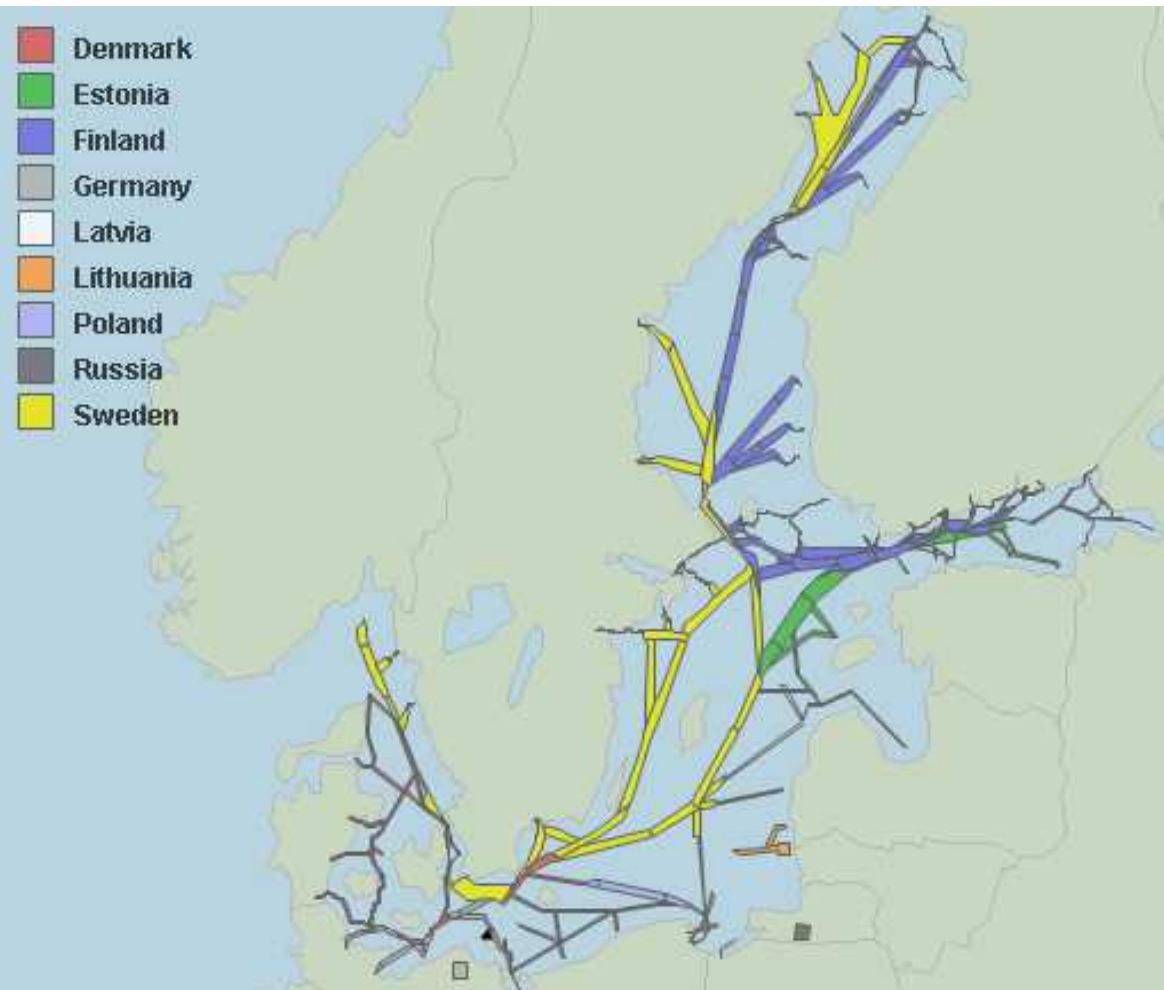 Denmark
Estonia
Finland
Germany
Latvia
Lithuania
Poland
Russia
Sweden